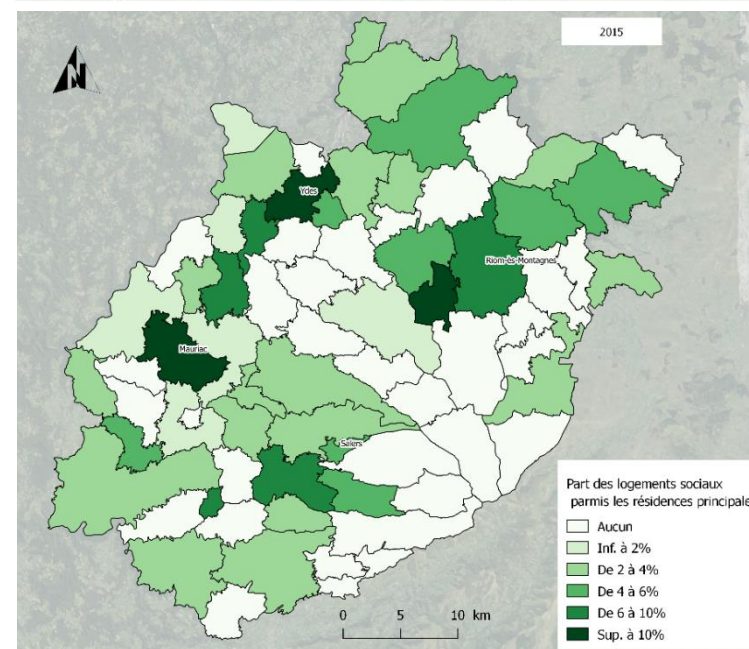 2015
N
Ydes
Riom-ès-Montagnes
Mauriac
Salers
Part des logements sociaux
parmis les résidences principale
Aucun
Inf. à 2%
De 2 à 4%
De 4 à 6%
De 6 à 10%
Sup. à 10%
0 5 10 km